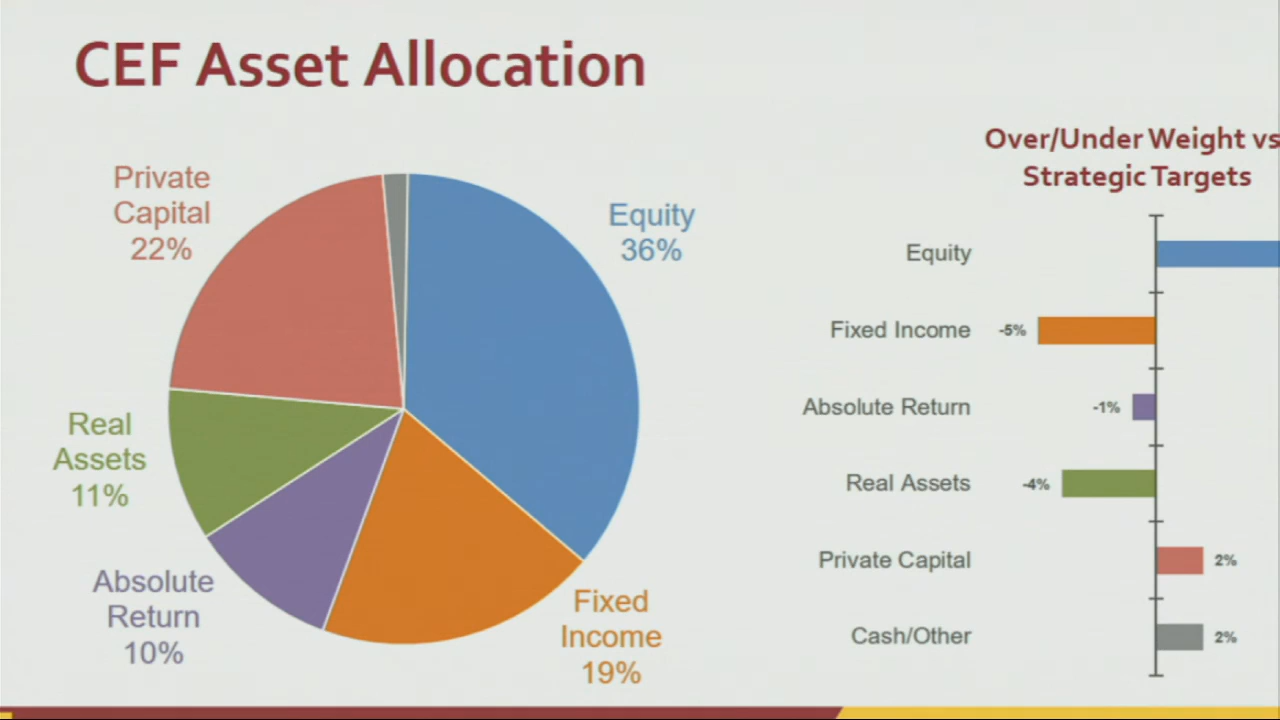 CEF Asset Allocation
Private
Capital
22%
Equity
36%
Real
Assets
11%
Absolute
Return
10%
Fixed
Income
19%
Over/Under Weight vs
Strategic Targets
Equity
Fixed Income -5%
Absolute Return -1%
Real Assets -4%
Private Capital 2%
Cash/Other 2%